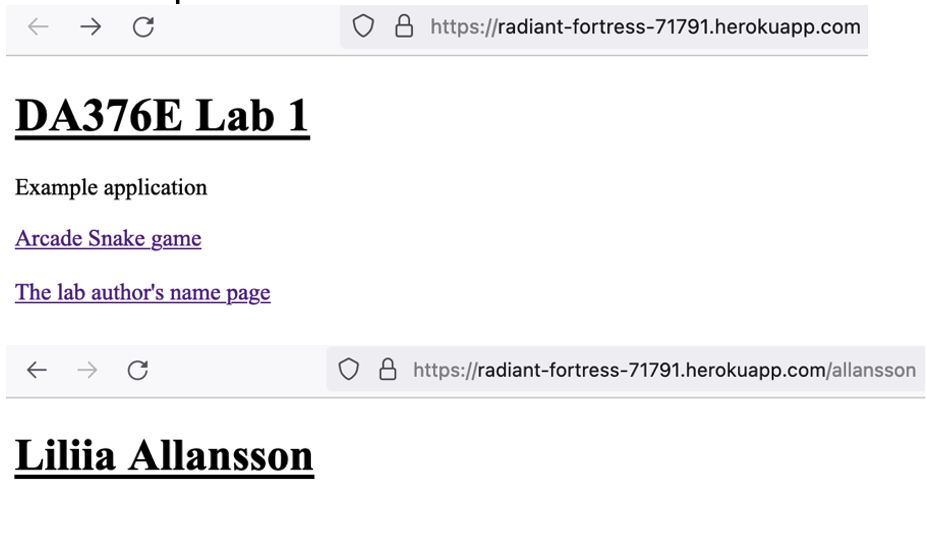 https://radiant-fortress-71791.herokuapp.com
DA376E Lab 1
Example application
Arcade Snake game
The lab author's name page
https://radiant-fortress-71791.herokuapp.com/allansson
Liliia Allansson